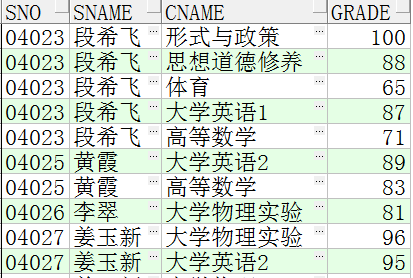 SNO SNAME CNAME GRADE
04023 段希飞 … 形式与政策 … 100
04023 段希飞 … 思想道德修养 … 88
04023 段希飞 … 体育 … 65
04023 段希飞 … 大学英语1 … 87
04023 段希飞 … 高等数学 … 71
04025 黄霞 … 大学英语2 … 89
04025 黄霞 … 高等数学 … 83
04026 李翠 … 大学物理实验 … 81
04027 姜玉新 … 大学物理实验 … 96
04027 姜玉新 … 大学英语2 … 95